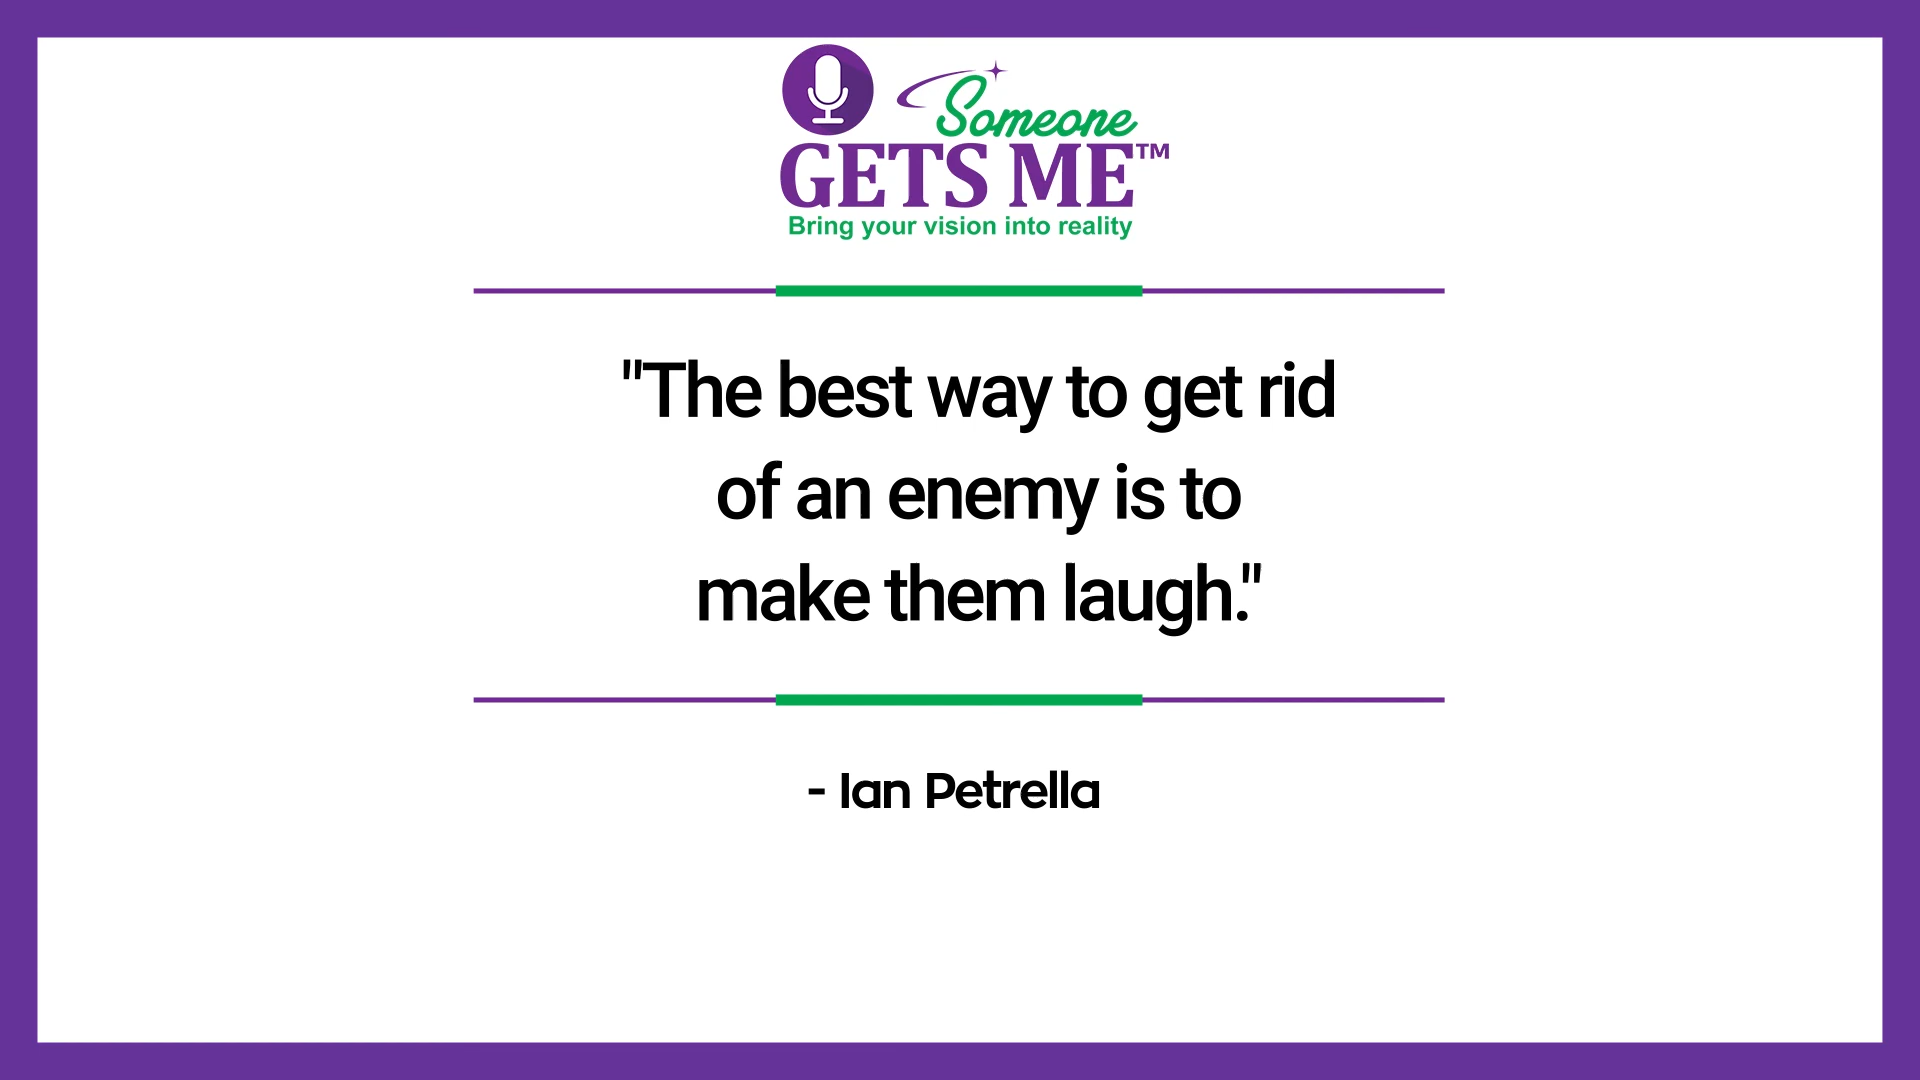 Someone
GETS ME™
Bring your vision into reality
"The best way to get rid
of an enemy is to
make them laugh."
- Ian Petrella